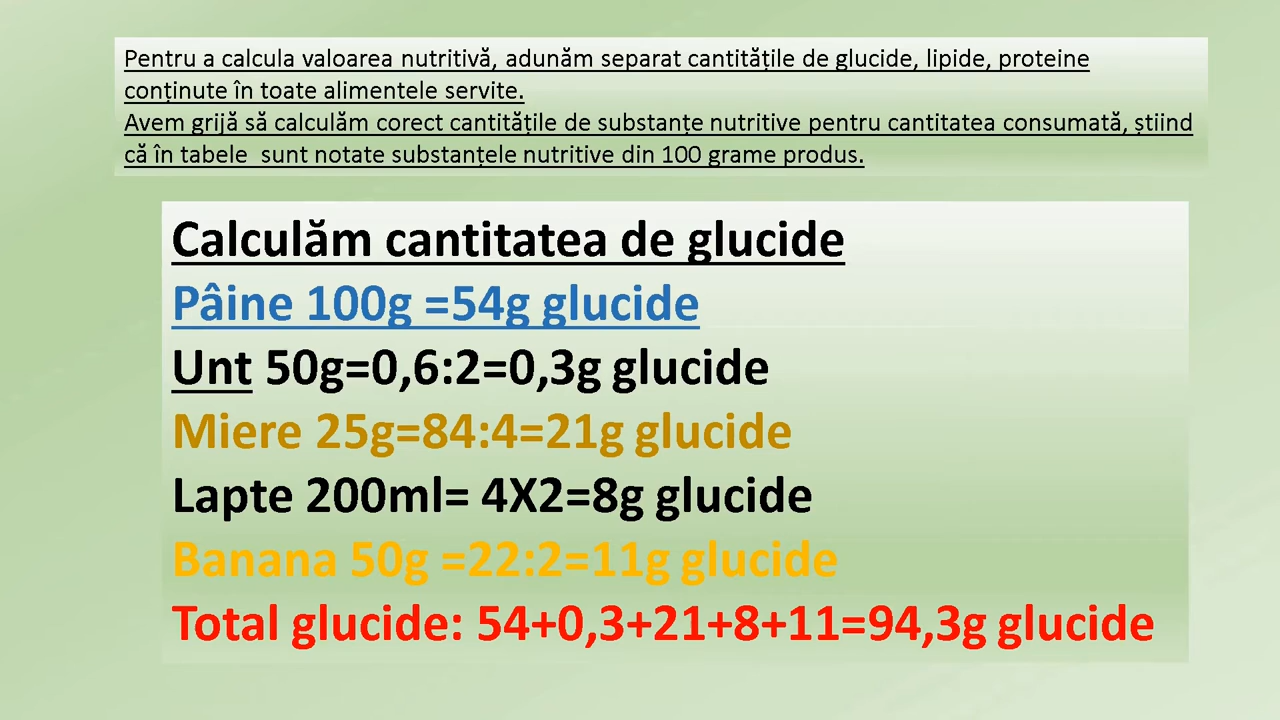 Pentru a calcula valoarea nutritivă, adunăm separat cantitățile de glucide, lipide, proteine
conținute în toate alimentele servite.
Avem grijă să calculăm corect cantitățile de substanțe nutritive pentru cantitatea consumată, știind
că în tabele sunt notate substanțele nutritive din 100 grame produs.
Calculăm cantitatea de glucide
Pâine 100g =54g glucide
Unt 50g=0,6:2=0,3g glucide
Miere 25g=84:4=21g glucide
Lapte 200ml= 4X2=8g glucide
Banana 50g =22:2=11g glucide
Total glucide: 54+0,3+21+8+11=94,3g glucide